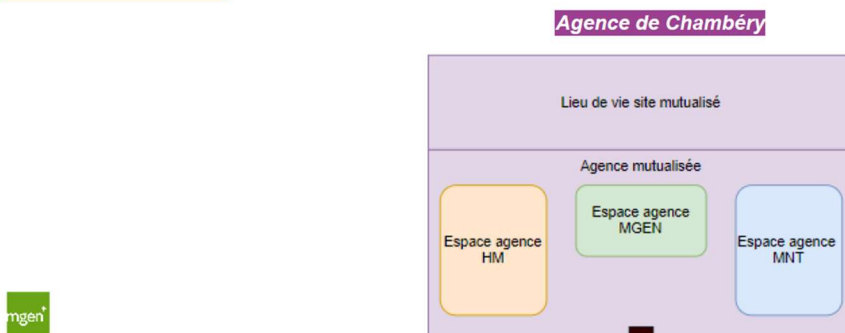 Agence de Chambéry
Lieu de vie site mutualisé
Agence mutualisée
Espace agence
MGEN
Espace agence
HM
Espace agence
MNT
mgen+